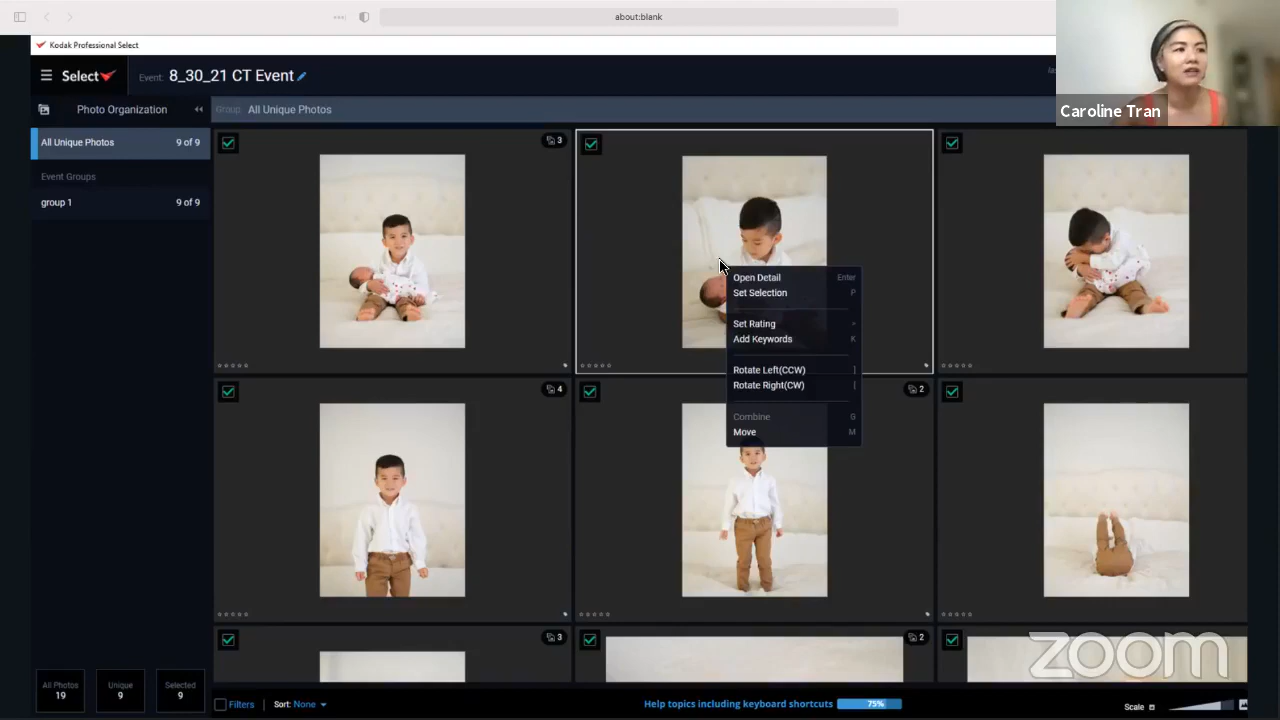 about:blank
Kodak Professional Select
Select
Event: 8_30_21 CT Event
Caroline Tran
Photo Organization
Group: All Unique Photos
All Unique Photos 9 of 9
Event Groups
group 1 9 of 9
3
Open Detail Enter
Set Selection P
Set Rating
Add Keywords K
Rotate Left(CCW) ]
Rotate Right(CW) [
Combine G
Move M
4
2
3
2
zoom
All Photos 19
Unique 9
Selected 9
Filters
Sort: None
Help topics including keyboard shortcuts
75%
Scale